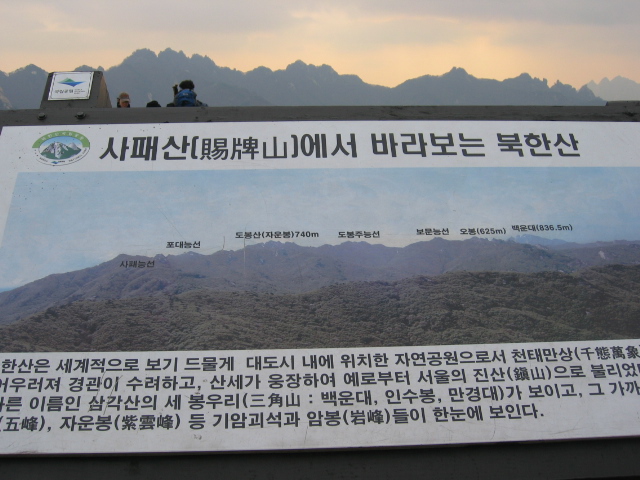 사패산(賜牌山)에서 바라보는 북한산
포대능선
도봉산(자운봉)740m
도봉주능선
보문능선
오봉(625m)
백운대(836.5m)
사패능선
한산은 세계적으로 보기 드물게 대도시 내에 위치한 자연공원으로서 천태만상(千態萬象
어우러져 경관이 수려하고, 산세가 웅장하여 예로부터 서울의 진산(鎭山)으로 불리었
다른 이름인 삼각산의 세 봉우리(三角山 : 백운대, 인수봉, 만경대)가 보이고, 그 가까
(五峰), 자운봉(紫雲峰) 등 기암괴석과 암봉(岩峰)들이 한눈에 보인다.